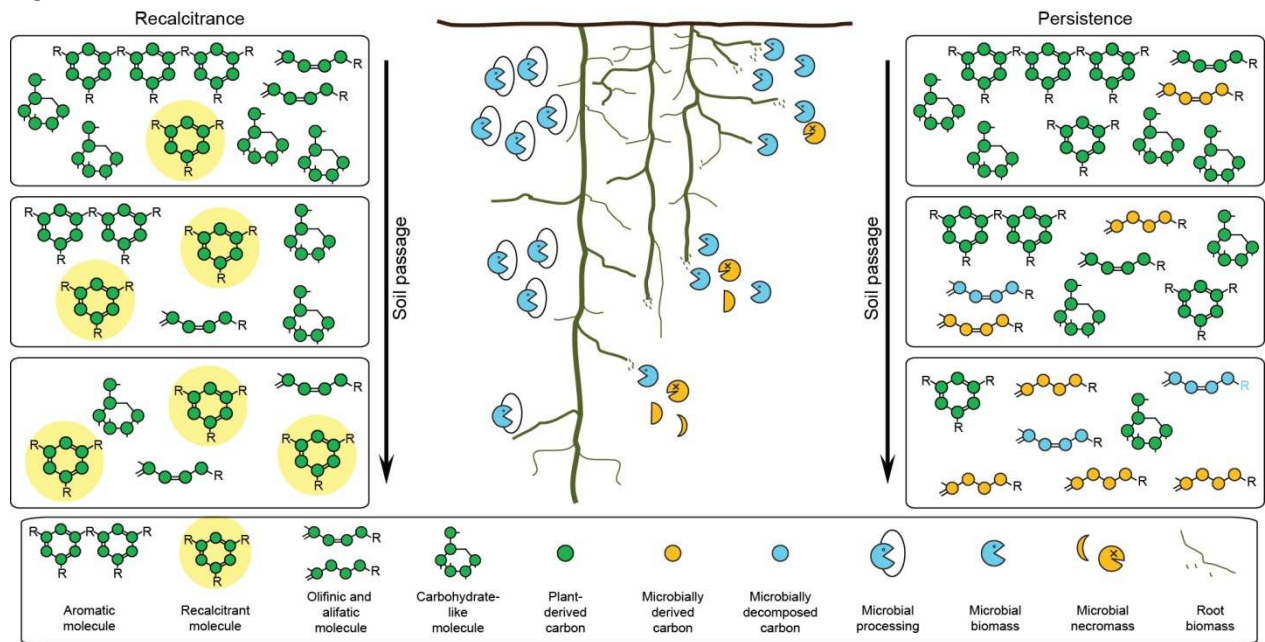 Recalcitrance
R R R R
R
R R R
R
R R
R
R R R
R R
R R
R R
R
R
R
R R
R
R
R R
R R
R
R
R
Soil passage
Persistence
R R R R
R
R R R
R
R R
R
R R R
R
R R
R
R R
R
R
R
R R
R
R
R
R
R R R
Soil passage
R R R
R R
R
R R
R
R
Aromatic
molecule
Recalcitrant
molecule
Olifinic and
alifatic
molecule
Carbohydrate-
like
molecule
Plant-
derived
carbon
Microbially
derived
carbon
Microbially
decomposed
carbon
Microbial
processing
Microbial
biomass
Microbial
necromass
Root
biomass